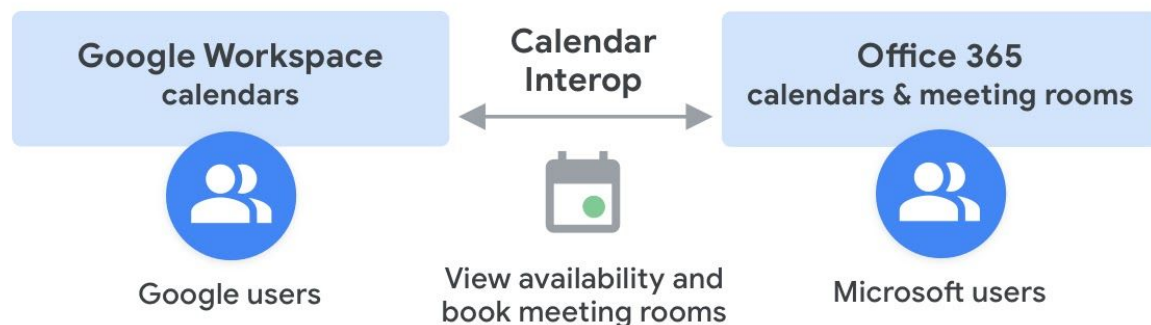 Google Workspace
calendars
Calendar
Interop
Office 365
calendars & meeting rooms
Google users
View availability and
book meeting rooms
Microsoft users